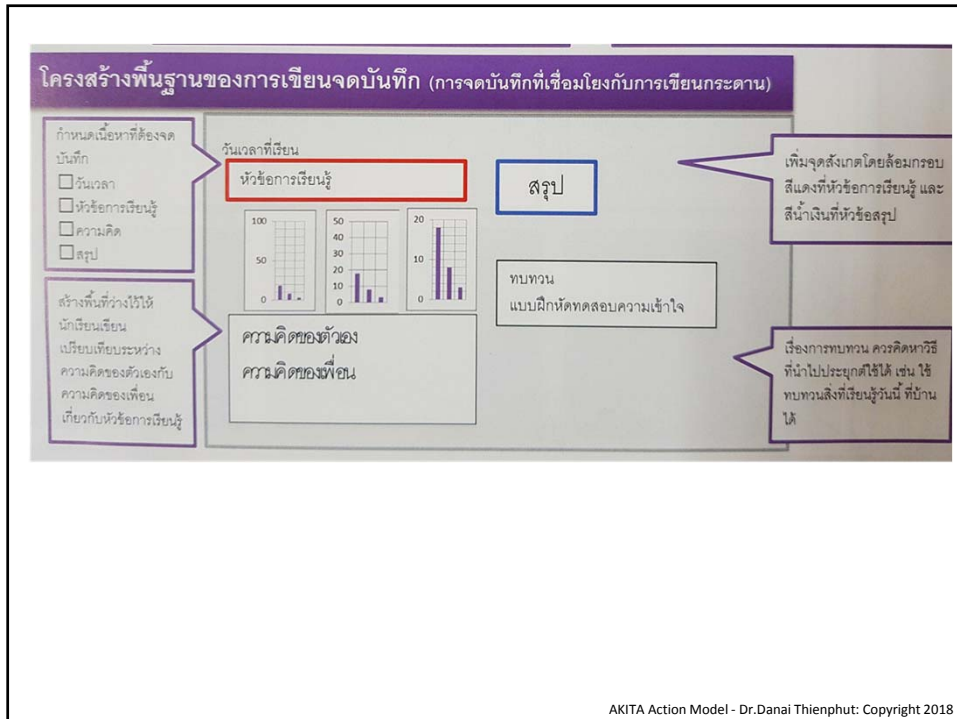 โครงสร้างพื้นฐานของการเขียนจดบันทึก (การจดบันทึกที่เชื่อมโยงกับการเขียนกระดาน)
กำหนดเนื้อหาที่ต้องจด
บันทึก
☐วันเวลา
☐หัวข้อการเรียนรู้
☐ความคิด
☐สรุป
สร้างพื้นที่ว่างไว้ให้
นักเรียนเขียน
เปรียบเทียบระหว่าง
ความคิดของตัวเองกับ
ความคิดของเพื่อน
เกี่ยวกับหัวข้อการเรียนรู้
วันเวลาที่เรียน
หัวข้อการเรียนรู้
100
50
0
50
40
30
20
10
0
20
10
0
ความคิดของตัวเอง
ความคิดของเพื่อน
สรุป
ทบทวน
แบบฝึกหัดทดสอบความเข้าใจ
เพิ่มจุดสังเกตโดยล้อมกรอบ
สีแดงที่หัวข้อการเรียนรู้ และ
สีน้ำเงินที่หัวข้อสรุป
เรื่องการทบทวน ควรคิดหาวิธี
ที่นำไปประยุกต์ใช้ได้ เช่น ใช้
ทบทวนสิ่งที่เรียนรู้วันนี้ ที่บ้าน
ได้
AKITA Action Model - Dr.Danai Thienphut: Copyright 2018